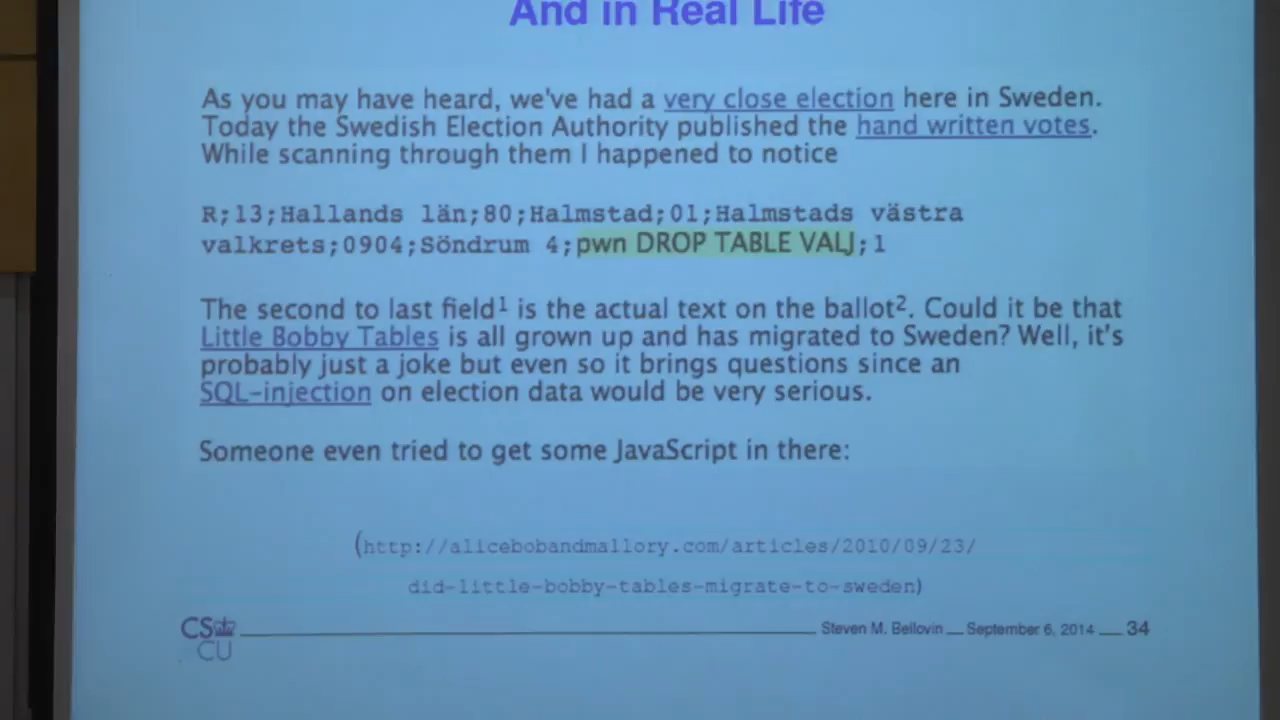 And in Real Life
As you may have heard, we've had a very close election here in Sweden.
Today the Swedish Election Authority published the hand written votes.
While scanning through them I happened to notice
R;13;Hallands län;80;Halmstad;01;Halmstads västra
valkrets;0904;Söndrum 4;pwn DROP TABLE VALJ;1
The second to last field¹ is the actual text on the ballot². Could it be that
Little Bobby Tables is all grown up and has migrated to Sweden? Well, it's
probably just a joke but even so it brings questions since an
SQL-injection on election data would be very serious.
Someone even tried to get some JavaScript in there:
(http://alicebobandmallory.com/articles/2010/09/23/
did-little-bobby-tables-migrate-to-sweden)
CS
CU
Steven M. Bellovin — September 6, 2014 — 34